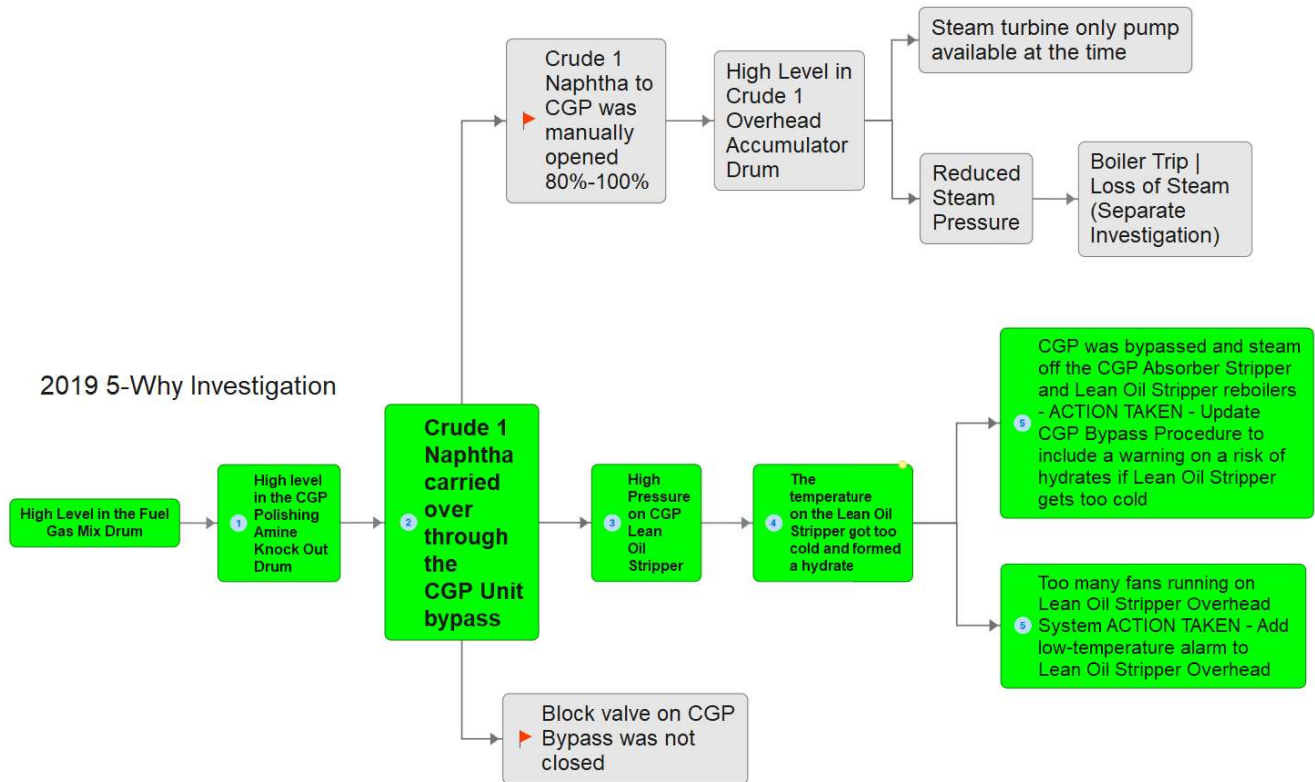 Steam turbine only pump
available at the time
Crude 1
Naphtha to
CGP was
manually
opened
80%-100%
High Level in
Crude 1
Overhead
Accumulator
Drum
Reduced
Steam
Pressure
Boiler Trip |
Loss of Steam
(Separate
Investigation)
2019 5-Why Investigation
High Level in the Fuel
Gas Mix Drum
1
High level
in the CGP
Polishing
Amine
Knock Out
Drum
2
Crude 1
Naphtha
carried
over
through
the
CGP Unit
bypass
3
High
Pressure
on CGP
Lean
Oil
Stripper
4
The
temperature
on the Lean Oil
Stripper got too
cold and formed
a hydrate
5
CGP was bypassed and steam
off the CGP Absorber Stripper
and Lean Oil Stripper reboilers
- ACTION TAKEN - Update
CGP Bypass Procedure to
include a warning on a risk of
hydrates if Lean Oil Stripper
gets too cold
5
Too many fans running on
Lean Oil Stripper Overhead
System ACTION TAKEN - Add
low-temperature alarm to
Lean Oil Stripper Overhead
Block valve on CGP
Bypass was not
closed